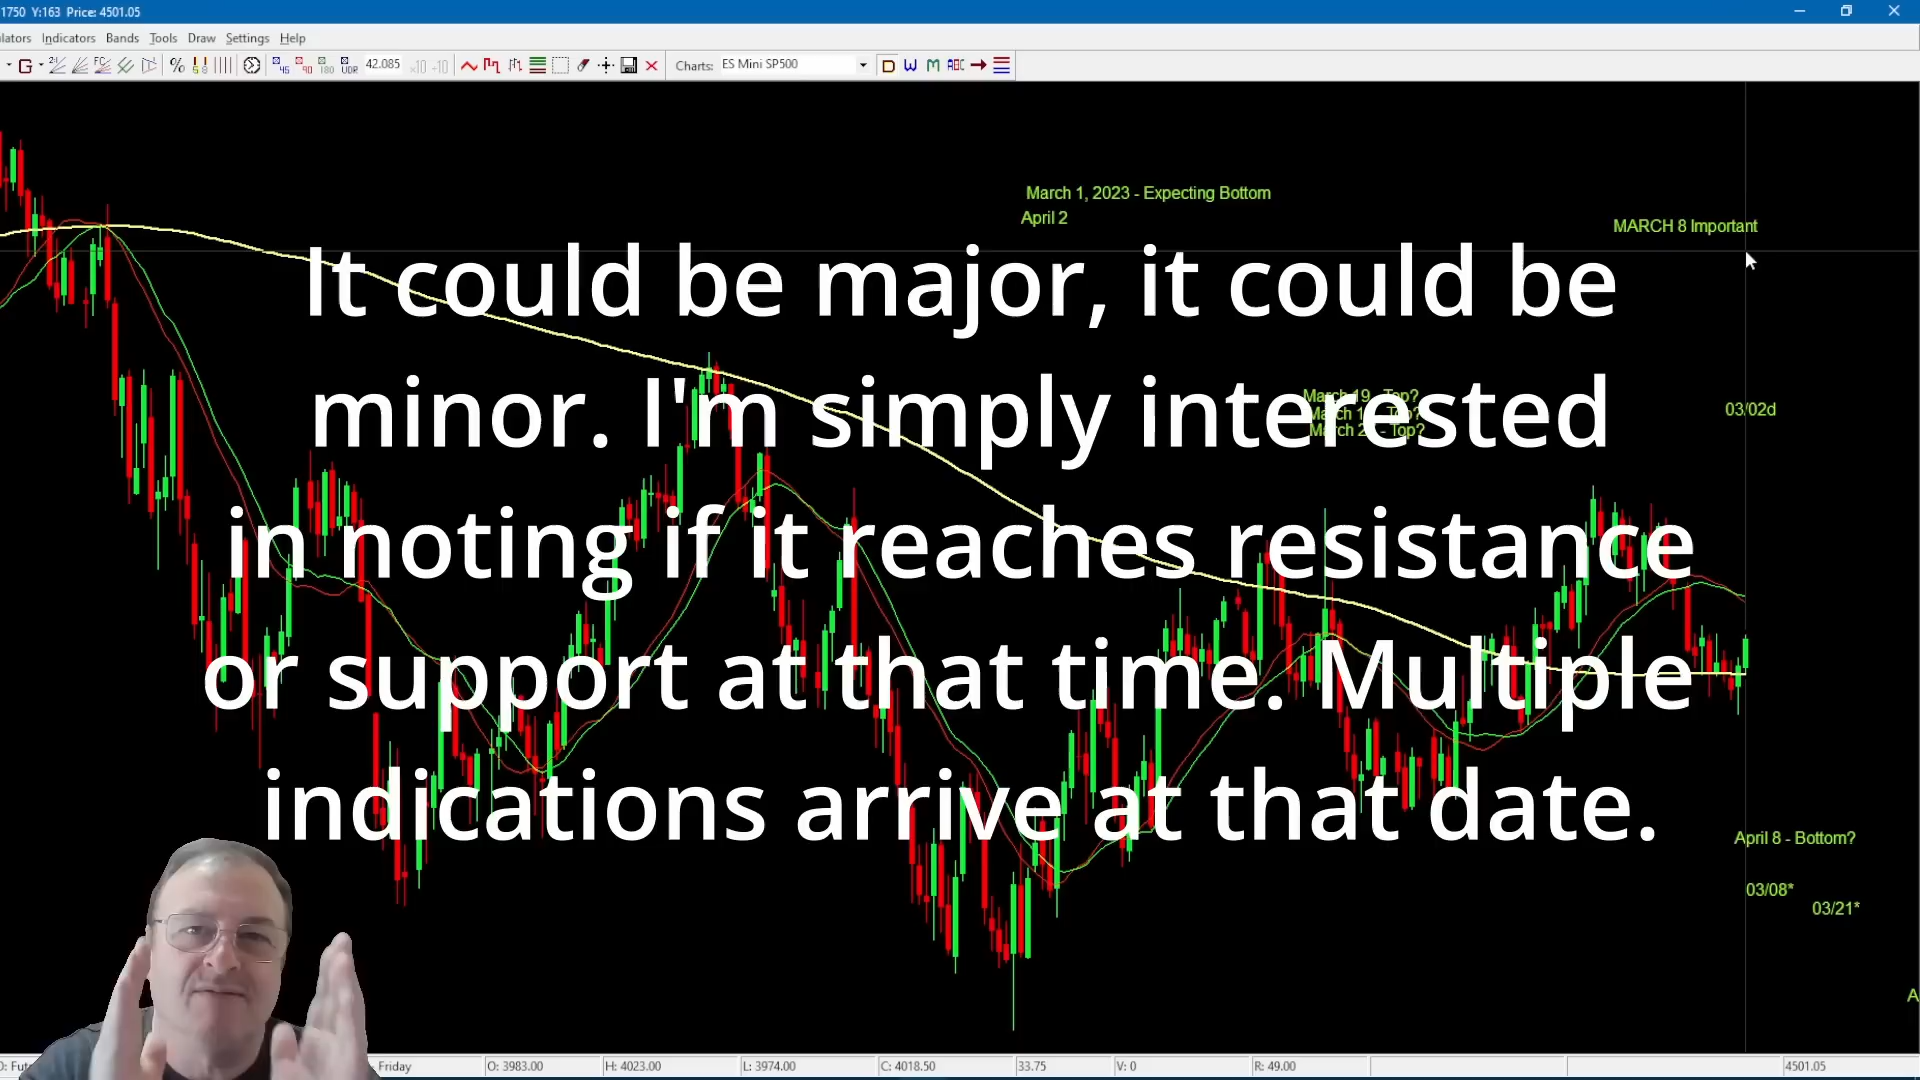 1750 Y:163 Price: 4501.05
Indicators Bands Tools Draw Settings Help
% 42.085 Charts: ES Mini SP500 D W M ABC
March 1, 2023 - Expecting Bottom
April 2
MARCH 8 Important
It could be major, it could be
minor. I'm simply interested
in noting if it reaches resistance
or support at that time. Multiple
indications arrive at that date.
March 19 - Top?
03/02d
April 8 - Bottom?
03/08*
03/21*
Friday O: 3983.00 H: 4023.00 L: 3974.00 C: 4018.50 33.75 V: 0 R: 49.00 4501.05